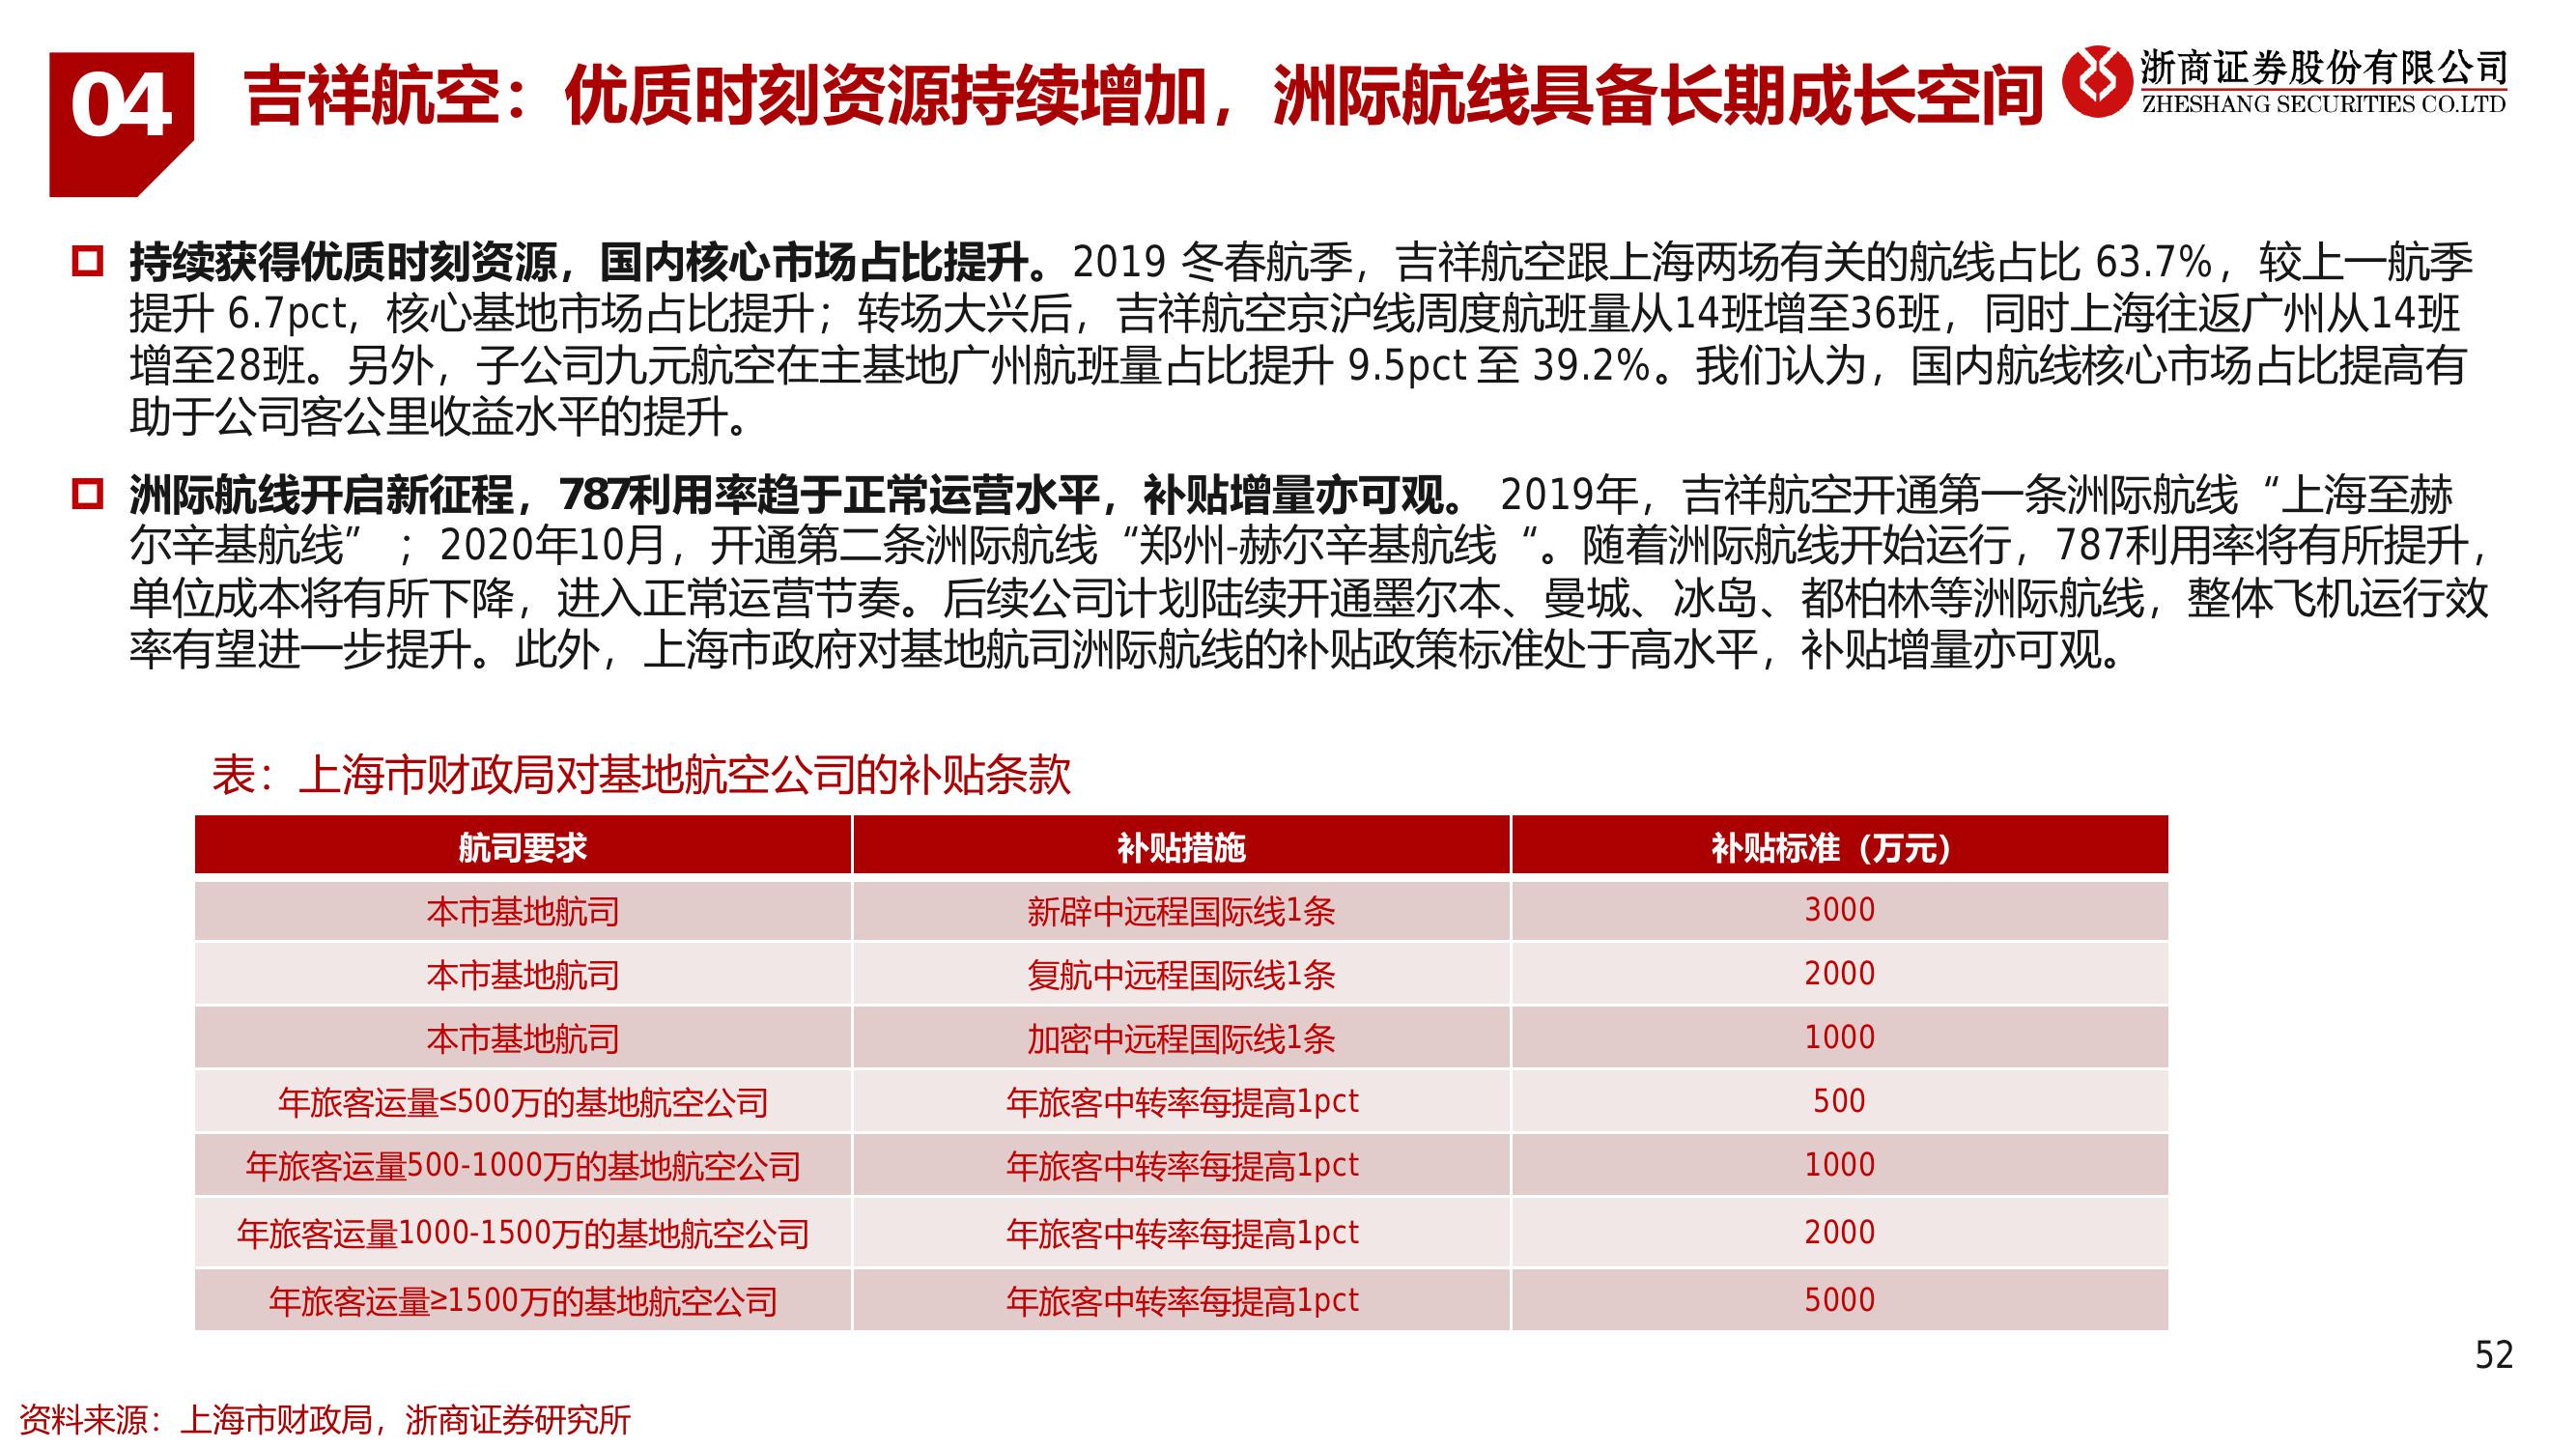 04
吉祥航空：优质时刻资源持续增加，洲际航线具备长期成长空间
浙商证券股份有限公司
ZHESHANG SECURITIES CO.LTD
持续获得优质时刻资源，国内核心市场占比提升。2019 冬春航季，吉祥航空跟上海两场有关的航线占比 63.7%，较上一航季
提升 6.7pct，核心基地市场占比提升；转场大兴后，吉祥航空京沪线周度航班量从14班增至36班，同时上海往返广州从14班
增至28班。另外，子公司九元航空在主基地广州航班量占比提升 9.5pct 至 39.2%。我们认为，国内航线核心市场占比提高有
助于公司客公里收益水平的提升。
洲际航线开启新征程，787利用率趋于正常运营水平，补贴增量亦可观。 2019年，吉祥航空开通第一条洲际航线“上海至赫
尔辛基航线” ；2020年10月，开通第二条洲际航线“郑州-赫尔辛基航线“。随着洲际航线开始运行，787利用率将有所提升，
单位成本将有所下降，进入正常运营节奏。后续公司计划陆续开通墨尔本、曼城、冰岛、都柏林等洲际航线，整体飞机运行效
率有望进一步提升。此外，上海市政府对基地航司洲际航线的补贴政策标准处于高水平，补贴增量亦可观。
表：上海市财政局对基地航空公司的补贴条款
航司要求 补贴措施 补贴标准（万元）
本市基地航司 新辟中远程国际线1条 3000
本市基地航司 复航中远程国际线1条 2000
本市基地航司 加密中远程国际线1条 1000
年旅客运量≤500万的基地航空公司 年旅客中转率每提高1pct 500
年旅客运量500-1000万的基地航空公司 年旅客中转率每提高1pct 1000
年旅客运量1000-1500万的基地航空公司 年旅客中转率每提高1pct 2000
年旅客运量≥1500万的基地航空公司 年旅客中转率每提高1pct 5000
52
资料来源：上海市财政局，浙商证券研究所